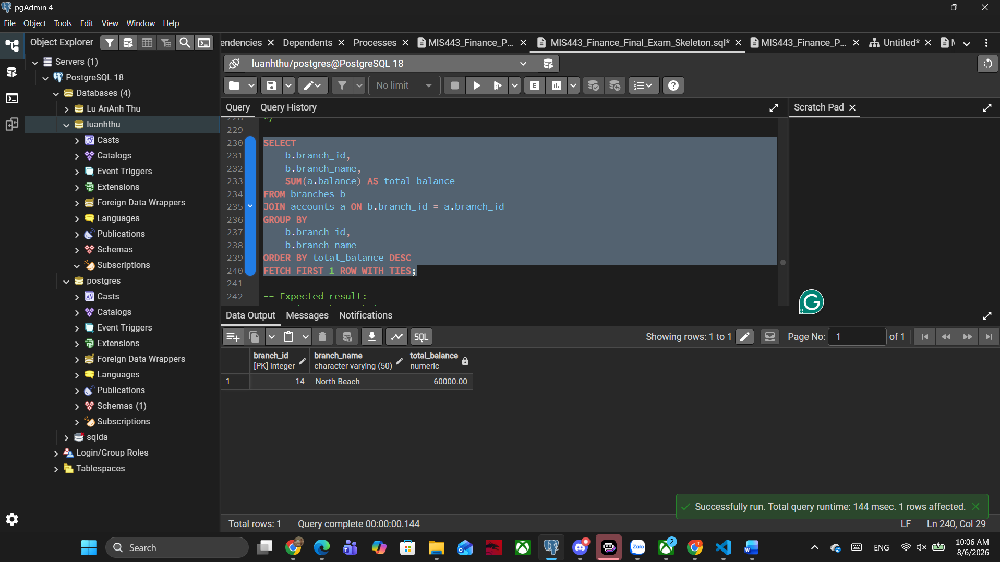 pgAdmin 4
File Object Tools Edit View Window Help
Object Explorer
endencies Dependents Processes MIS443_Finance_P... MIS443_Finance_Final_Exam_Skeleton.sql* MIS443_Finance_P... Untitled*
Servers (1)
PostgreSQL 18
Databases (4)
Lu AnAnh Thu
luanhthu
Casts
Catalogs
Event Triggers
Extensions
Foreign Data Wrappers
Languages
Publications
Schemas
Subscriptions
postgres
Casts
Catalogs
Event Triggers
Extensions
Foreign Data Wrappers
Languages
Publications
Schemas (1)
Subscriptions
sqlda
Login/Group Roles
Tablespaces
luanhthu/postgres@PostgreSQL 18
No limit
E
Query Query History
Scratch Pad
228 */
229
230 SELECT
231 b.branch_id,
232 b.branch_name,
233 SUM(a.balance) AS total_balance
234 FROM branches b
235 JOIN accounts a ON b.branch_id = a.branch_id
236 GROUP BY
237 b.branch_id,
238 b.branch_name
239 ORDER BY total_balance DESC
240 FETCH FIRST 1 ROW WITH TIES;
241
242 -- Expected result:
Data Output Messages Notifications
SQL
Showing rows: 1 to 1 Page No: 1 of 1
branch_id branch_name total_balance
[PK] integer character varying (50) numeric
1 14 North Beach 60000.00
Successfully run. Total query runtime: 144 msec. 1 rows affected.
Total rows: 1 Query complete 00:00:00.144 LF Ln 240, Col 29
Search
Zalo
2
ENG
10:06 AM
8/6/2026